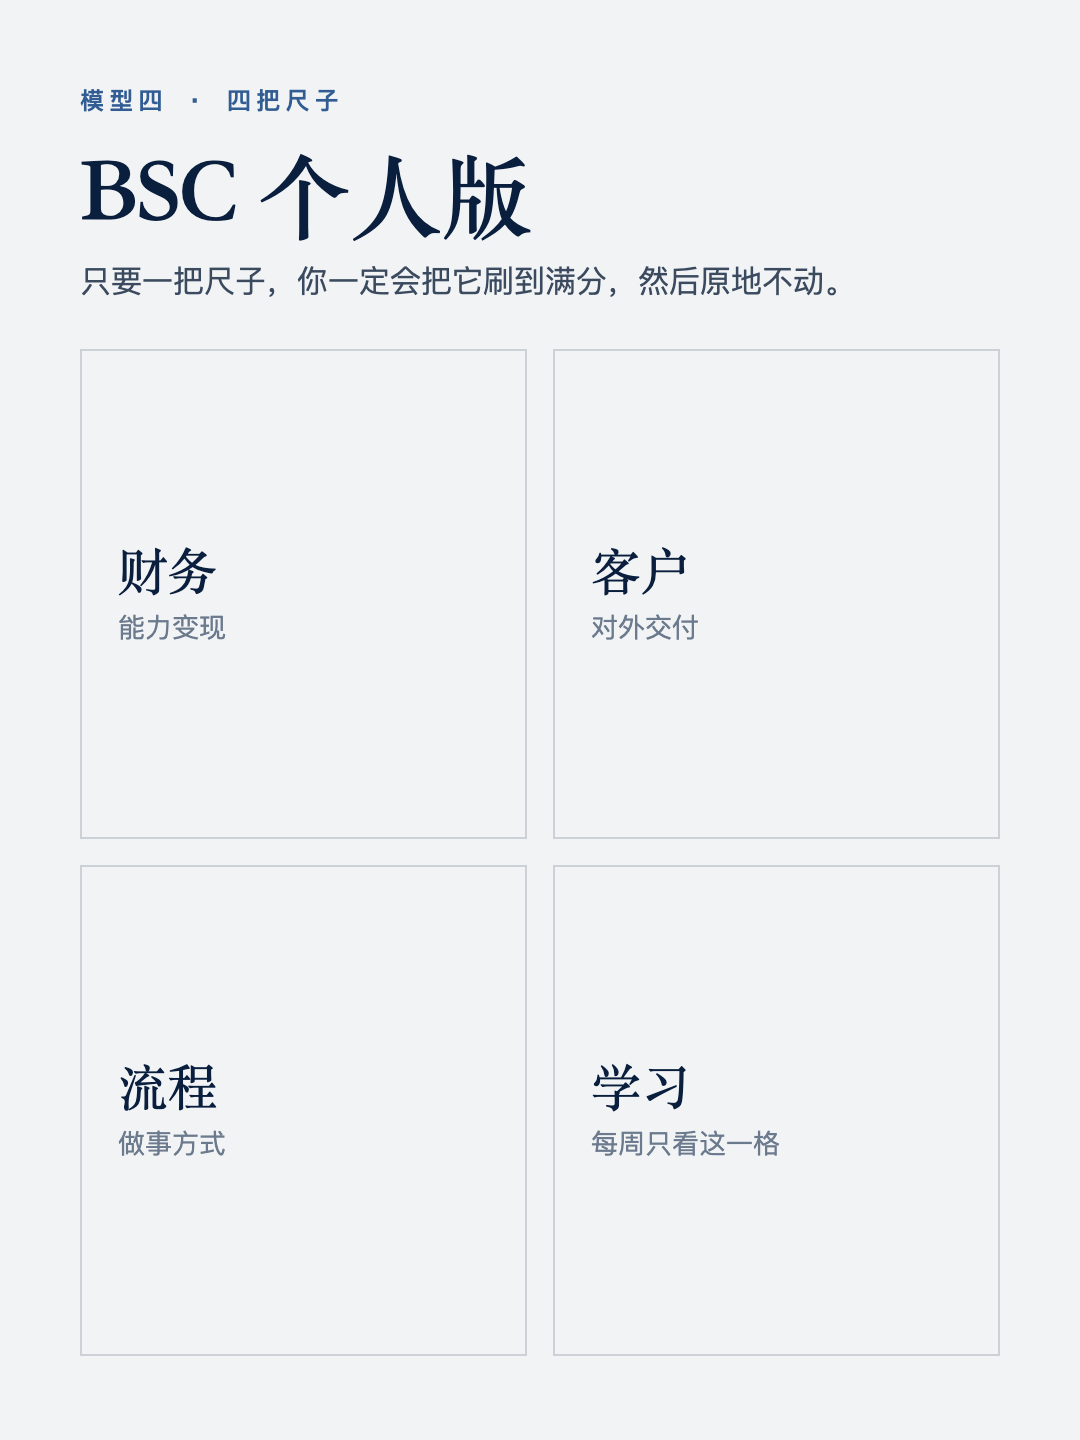 模型四 · 四把尺子
BSC 个人版
只要一把尺子，你一定会把它刷到满分，然后原地不动。
财务
能力变现
客户
对外交付
流程
做事方式
学习
每周只看这一格